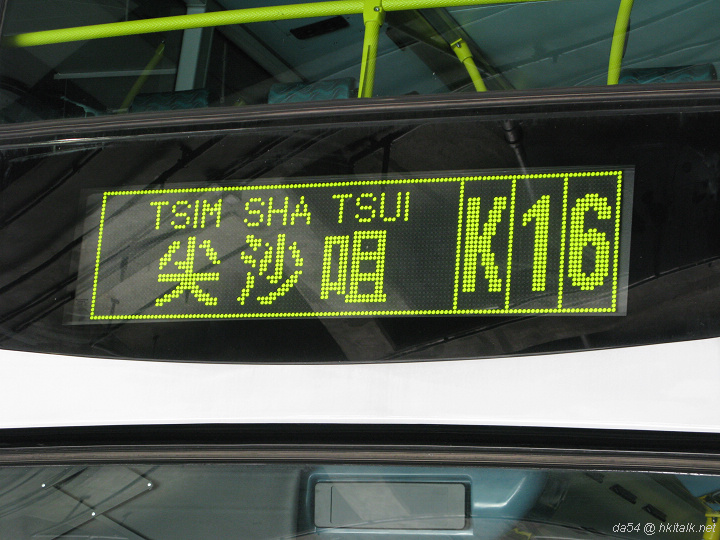 TSIM SHA TSUI
尖沙咀
K16
da54 @ hkitalk.net